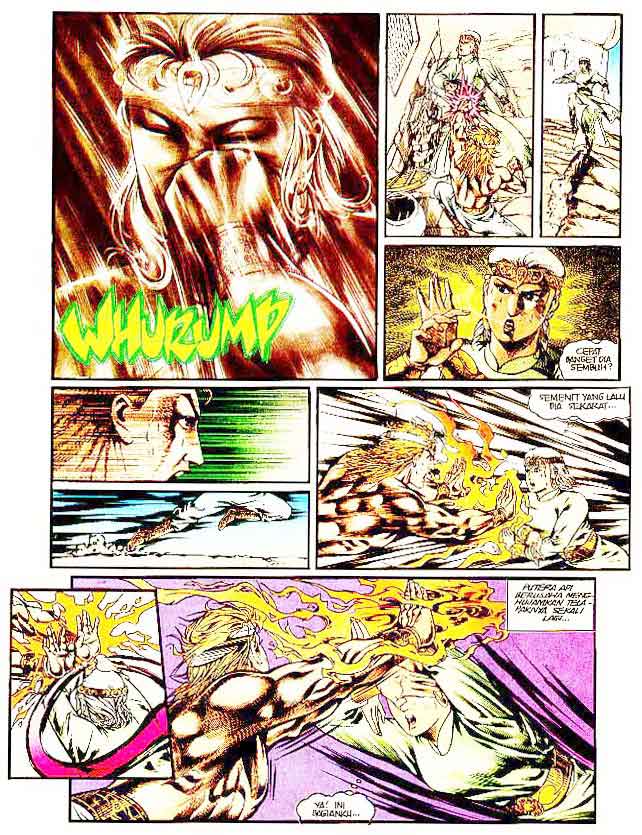 WHURUMP
CEPAT
BANGET DIA
SEMBUH?
SEMENIT YANG LALU
DIA SEKARAT...
PUTERA API
BERUSAHA MENG-
HUJAMKAN TELA-
PAKNYA SEKALI
LAGI...
YA! INI
BAGIANKU...